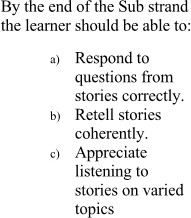 By the end of the Sub strand
the learner should be able to:
a) Respond to
questions from
stories correctly.
b) Retell stories
coherently.
c) Appreciate
listening to
stories on varied
topics